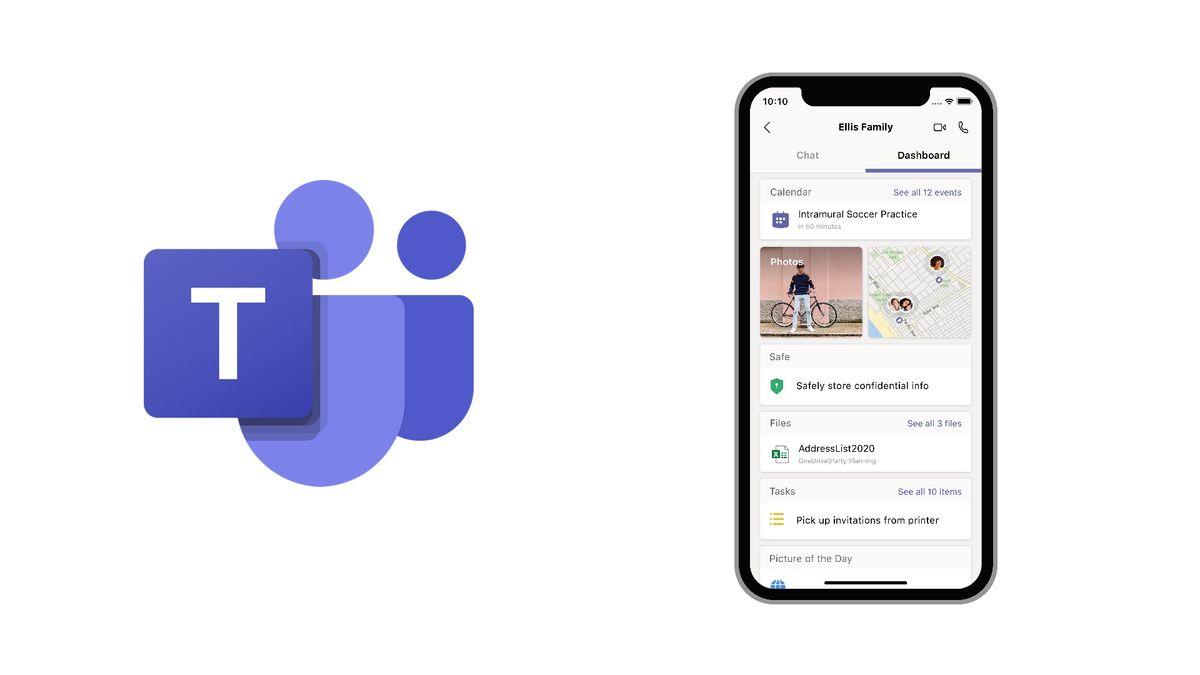 T
10:10
Ellis Family
Chat
Dashboard
Calendar
See all 12 events
Intramural Soccer Practice
in 60 minutes
Photos
Safe
Safely store confidential info
Files
See all 3 files
AddressList2020
OneDrive\Party Planning
Tasks
See all 10 items
Pick up invitations from printer
Picture of the Day